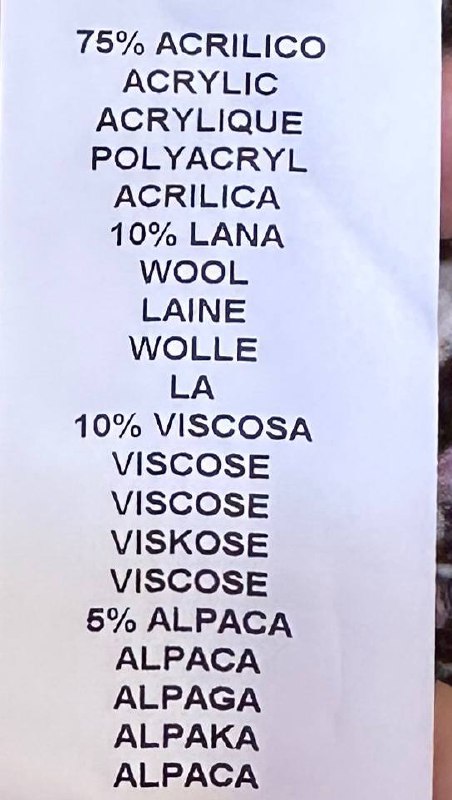 75% ACRILICO
ACRYLIC
ACRYLIQUE
POLYACRYL
ACRILICA
10% LANA
WOOL
LAINE
WOLLE
LA
10% VISCOSA
VISCOSE
VISCOSE
VISKOSE
VISCOSE
5% ALPACA
ALPACA
ALPAGA
ALPAKA
ALPACA